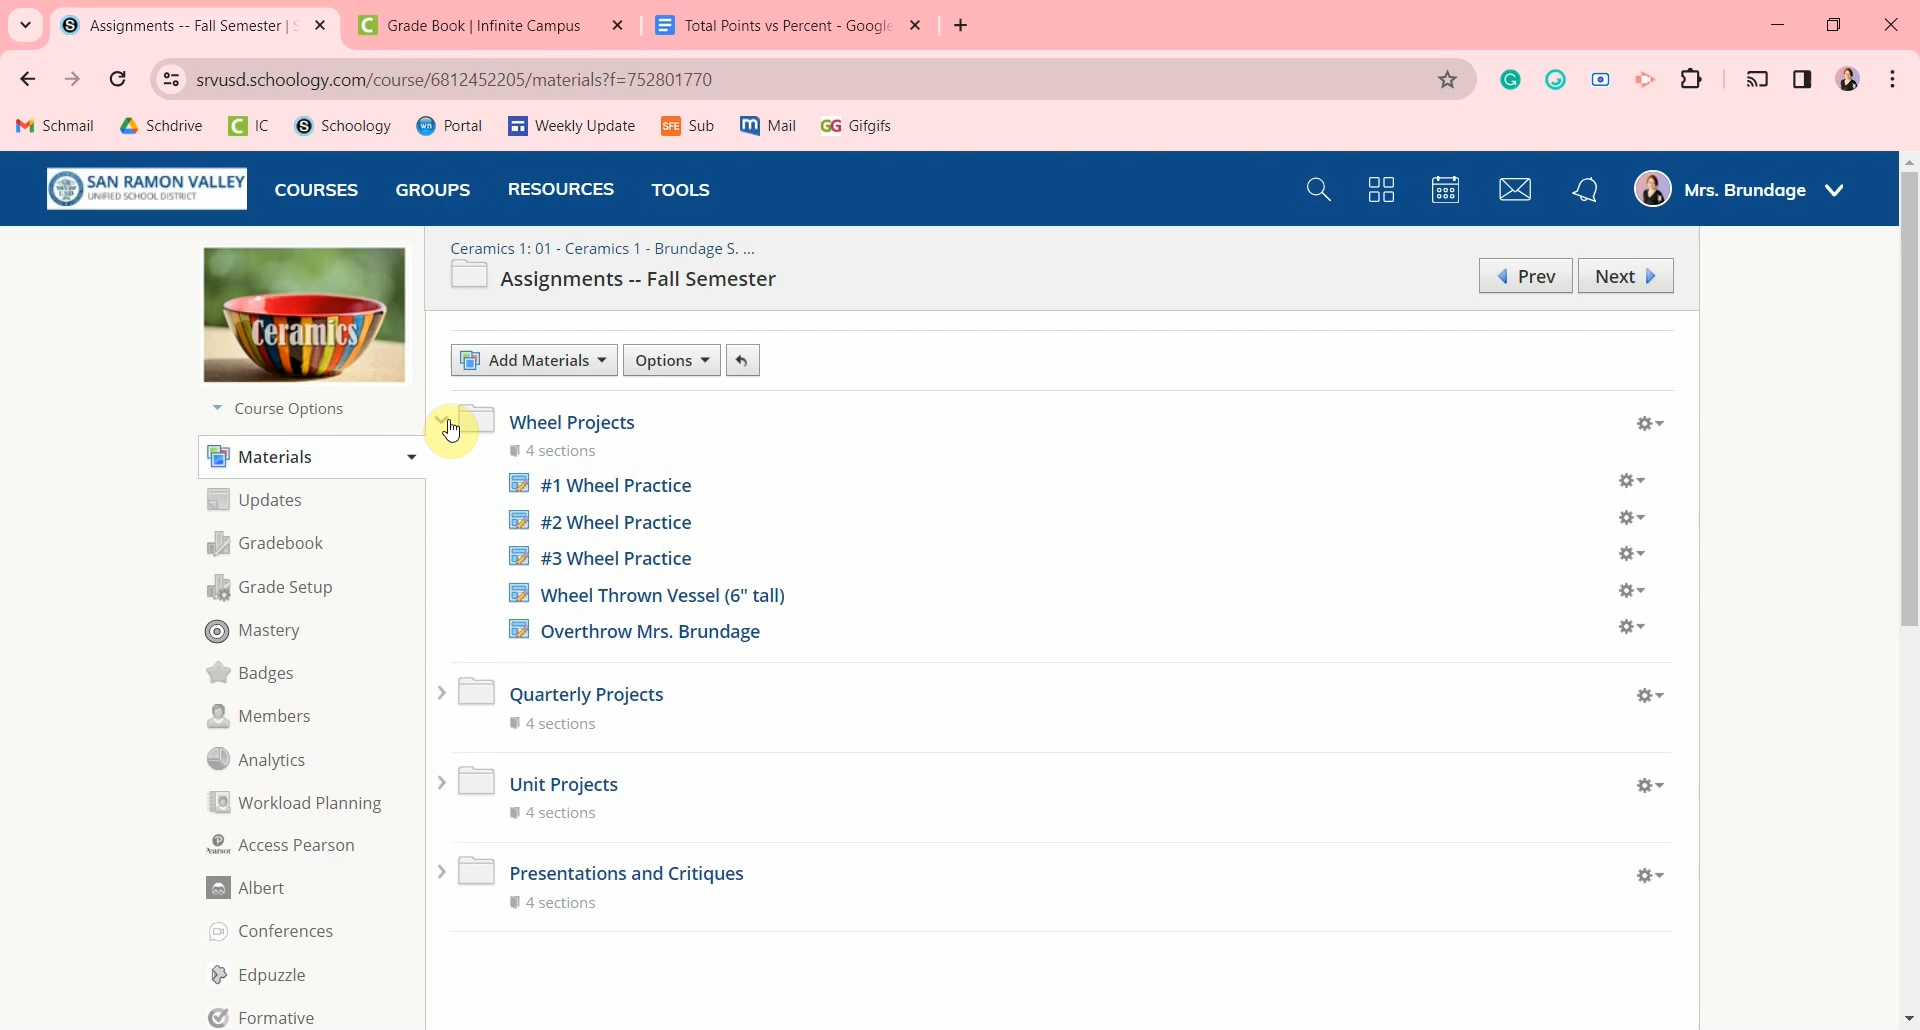 Assignments -- Fall Semester | S
Grade Book | Infinite Campus
Total Points vs Percent - Google
srvusd.schoology.com/course/6812452205/materials?f=752801770
Schmail
Schdrive
IC
Schoology
Portal
Weekly Update
SFE Sub
Mail
GG Gifgifs
SAN RAMON VALLEY
UNIFIED SCHOOL DISTRICT
COURSES
GROUPS
RESOURCES
TOOLS
Mrs. Brundage
Ceramics
Ceramics 1: 01 - Ceramics 1 - Brundage S. ...
Assignments -- Fall Semester
Prev
Next
Add Materials
Options
Course Options
Materials
Updates
Gradebook
Grade Setup
Mastery
Badges
Members
Analytics
Workload Planning
Access Pearson
Albert
Conferences
Edpuzzle
Formative
Wheel Projects
4 sections
#1 Wheel Practice
#2 Wheel Practice
#3 Wheel Practice
Wheel Thrown Vessel (6" tall)
Overthrow Mrs. Brundage
Quarterly Projects
4 sections
Unit Projects
4 sections
Presentations and Critiques
4 sections